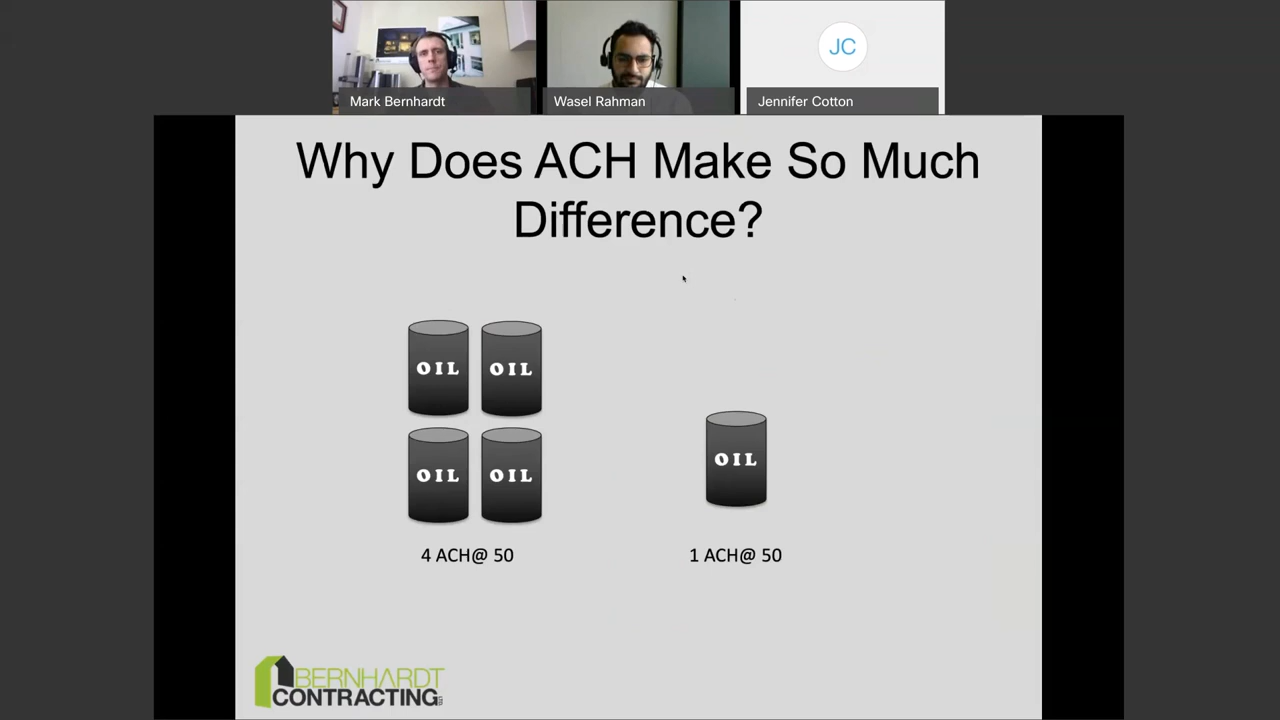 JC
Mark Bernhardt
Wasel Rahman
Jennifer Cotton
Why Does ACH Make So Much
Difference?
OIL
OIL
OIL
OIL
OIL
4 ACH@ 50
1 ACH@ 50
BERNHARDT
CONTRACTING LTD